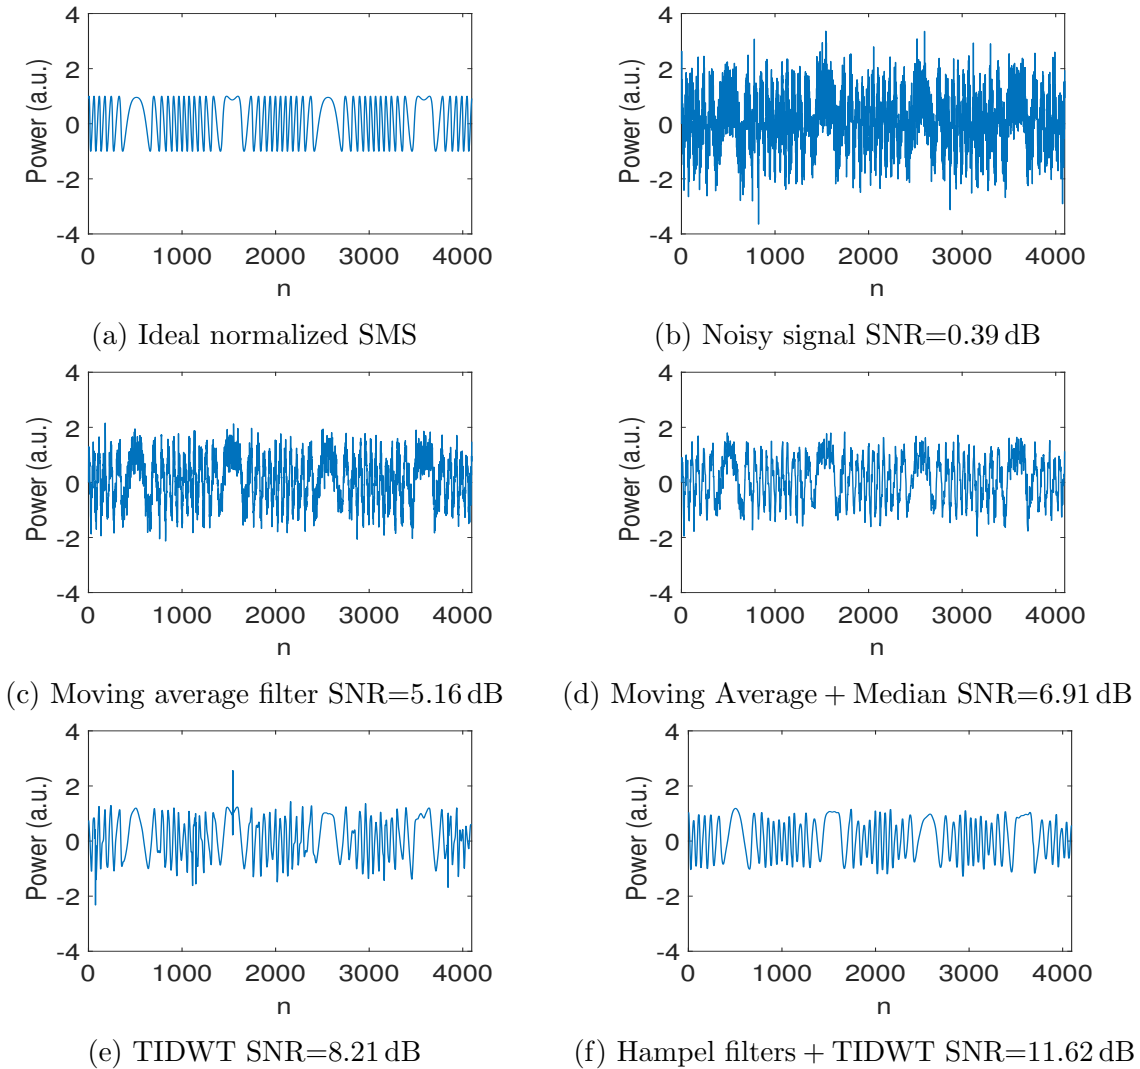 4
2
0
-2
-4
Power (a.u.)
0 1000 2000 3000 4000
n
(a) Ideal normalized SMS
4
2
0
-2
-4
Power (a.u.)
0 1000 2000 3000 4000
n
(b) Noisy signal SNR=0.39 dB
4
2
0
-2
-4
Power (a.u.)
0 1000 2000 3000 4000
n
(c) Moving average filter SNR=5.16 dB
4
2
0
-2
-4
Power (a.u.)
0 1000 2000 3000 4000
n
(d) Moving Average + Median SNR=6.91 dB
4
2
0
-2
-4
Power (a.u.)
0 1000 2000 3000 4000
n
(e) TIDWT SNR=8.21 dB
4
2
0
-2
-4
Power (a.u.)
0 1000 2000 3000 4000
n
(f) Hampel filters + TIDWT SNR=11.62 dB